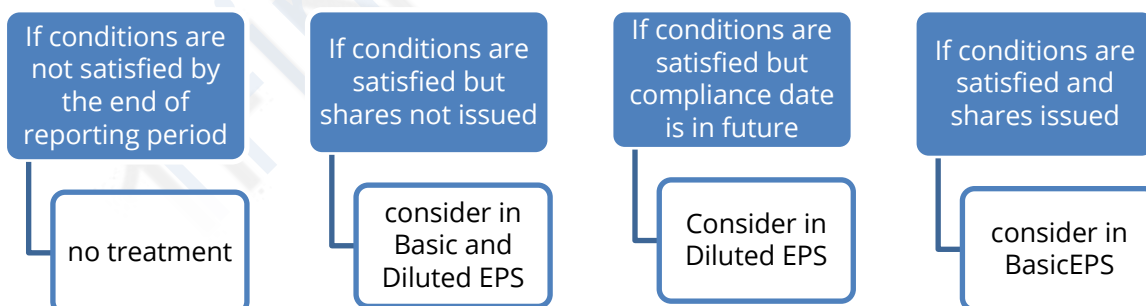 If conditions are
not satisfied by
the end of
reporting period
no treatment
If conditions are
satisfied but
shares not issued
consider in
Basic and
Diluted EPS
If conditions are
satisfied but
compliance date
is in future
Consider in
Diluted EPS
If conditions are
satisfied and
shares issued
consider in
BasicEPS